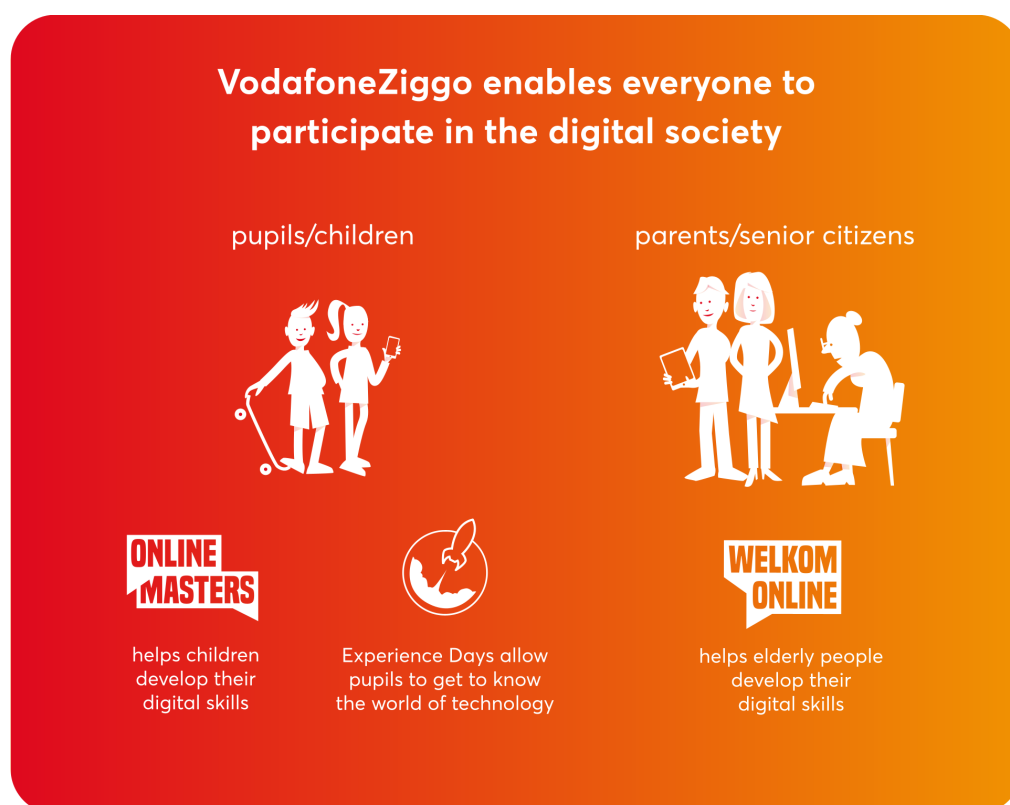 VodafoneZiggo enables everyone to
participate in the digital society
pupils/children
parents/senior citizens
ONLINE
MASTERS
helps children
develop their
digital skills
Experience Days allow
pupils to get to know
the world of technology
WELKOM
ONLINE
helps elderly people
develop their
digital skills